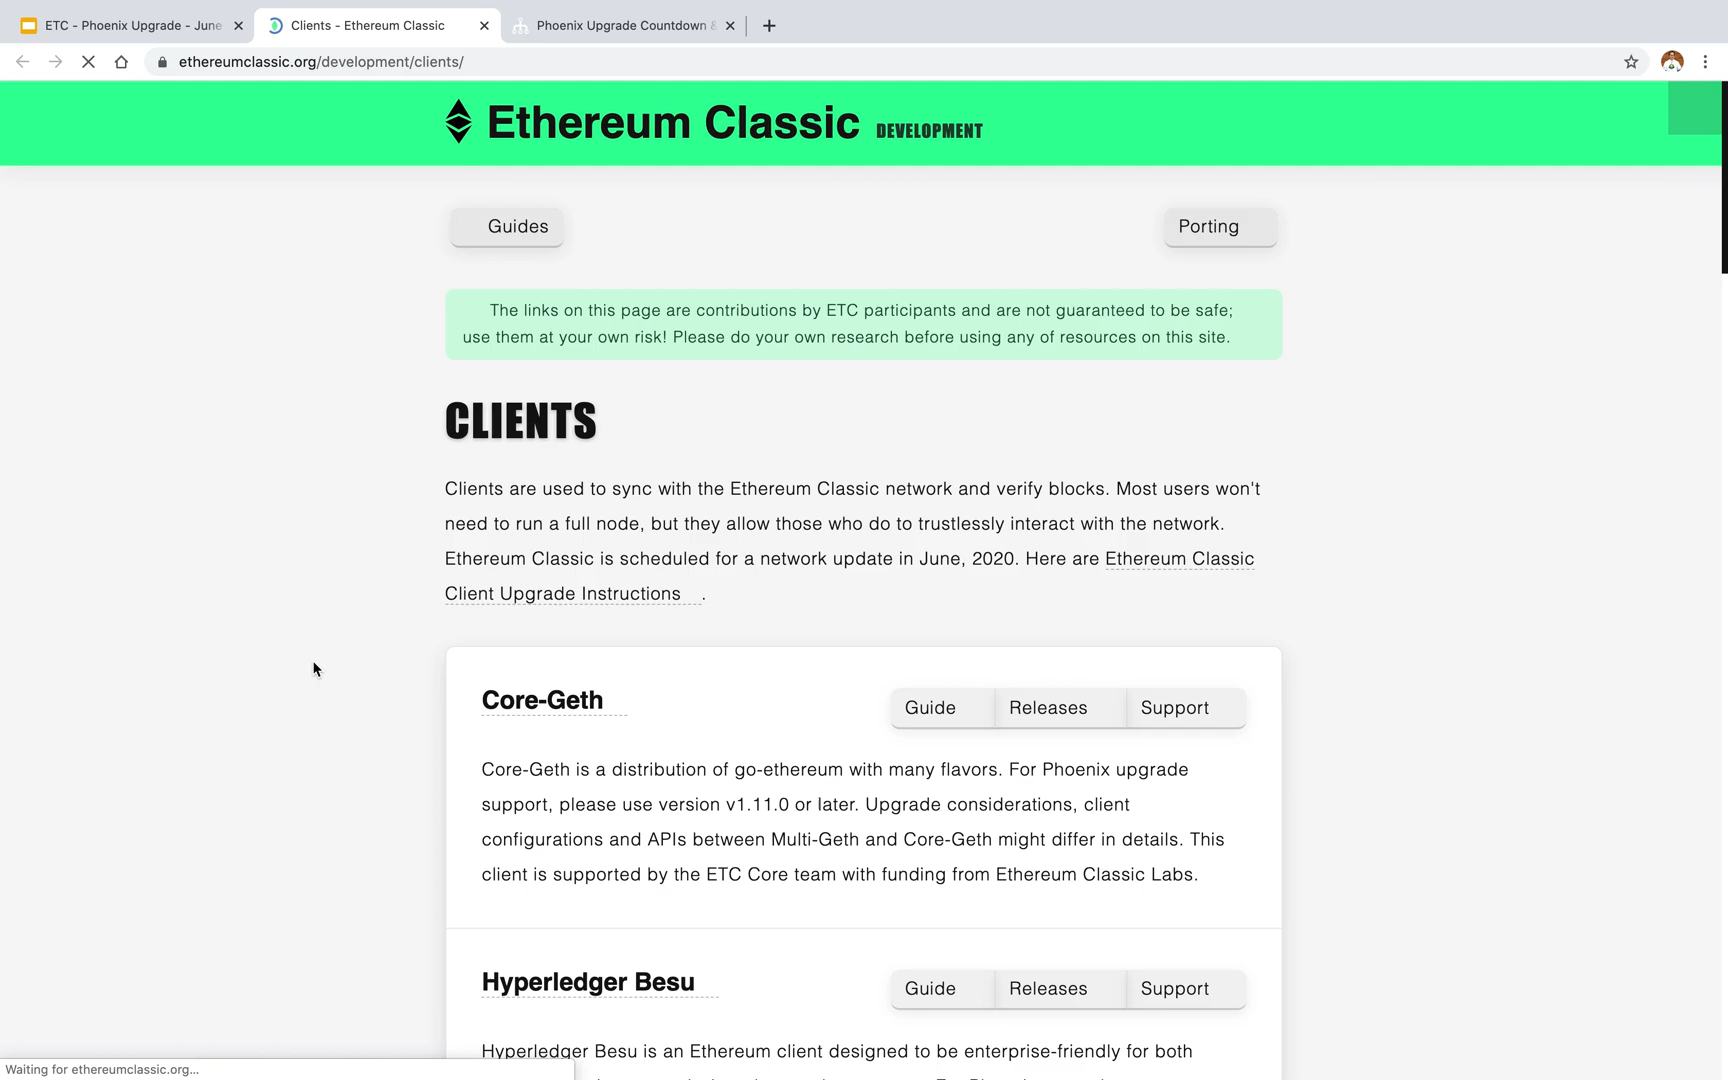 ETC - Phoenix Upgrade - June
Clients - Ethereum Classic
Phoenix Upgrade Countdown &
ethereumclassic.org/development/clients/
Ethereum Classic DEVELOPMENT
Guides
Porting
The links on this page are contributions by ETC participants and are not guaranteed to be safe;
use them at your own risk! Please do your own research before using any of resources on this site.
CLIENTS
Clients are used to sync with the Ethereum Classic network and verify blocks. Most users won't
need to run a full node, but they allow those who do to trustlessly interact with the network.
Ethereum Classic is scheduled for a network update in June, 2020. Here are Ethereum Classic
Client Upgrade Instructions .
Core-Geth
Guide Releases Support
Core-Geth is a distribution of go-ethereum with many flavors. For Phoenix upgrade
support, please use version v1.11.0 or later. Upgrade considerations, client
configurations and APIs between Multi-Geth and Core-Geth might differ in details. This
client is supported by the ETC Core team with funding from Ethereum Classic Labs.
Hyperledger Besu
Guide Releases Support
Hyperledger Besu is an Ethereum client designed to be enterprise-friendly for both
Waiting for ethereumclassic.org...